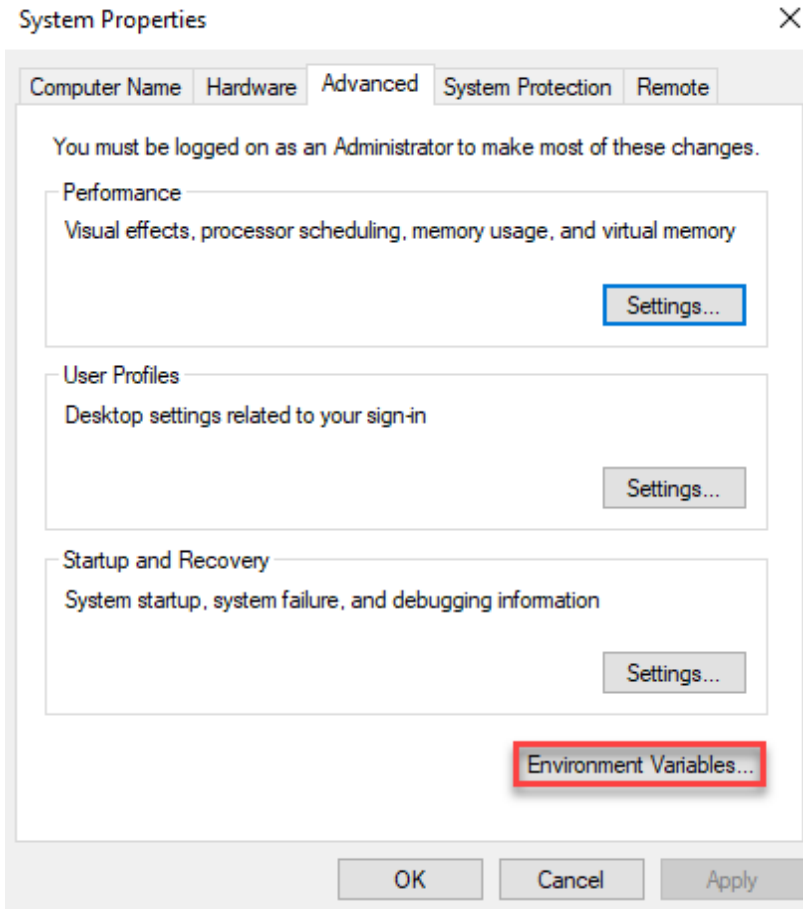 System Properties
Computer Name Hardware Advanced System Protection Remote
You must be logged on as an Administrator to make most of these changes.
Performance
Visual effects, processor scheduling, memory usage, and virtual memory
Settings...
User Profiles
Desktop settings related to your sign-in
Settings...
Startup and Recovery
System startup, system failure, and debugging information
Settings...
Environment Variables...
OK Cancel Apply